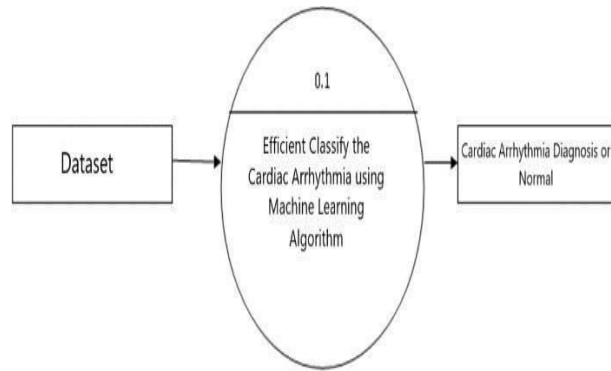 0.1
Dataset
Efficient Classify the
Cardiac Arrhythmia using
Machine Learning
Algorithm
Cardiac Arrhythmia Diagnosis or
Normal